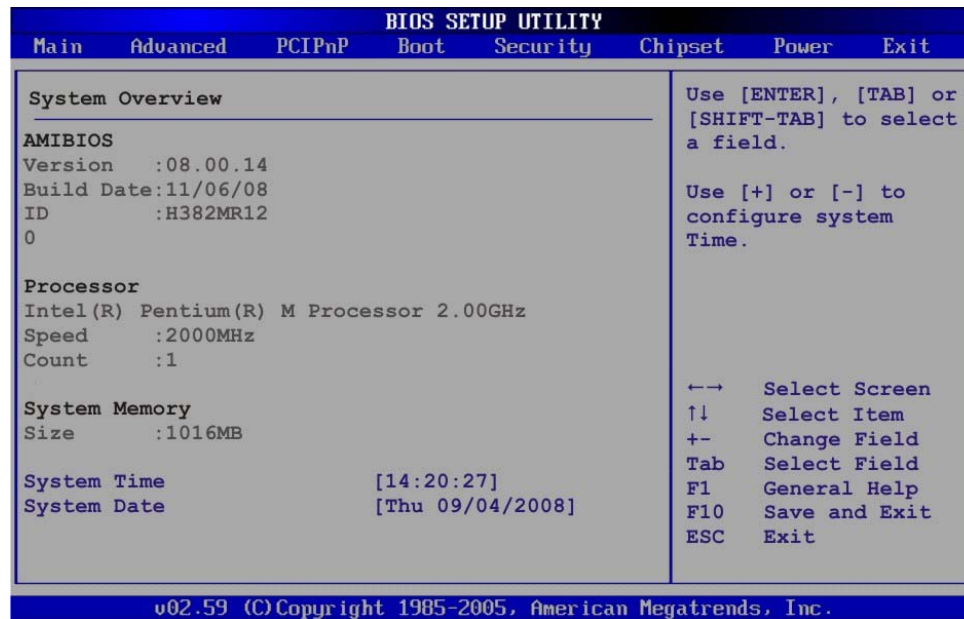 BIOS SETUP UTILITY
Main Advanced PCIPnP Boot Security Chipset Power Exit
System Overview
AMIBIOS
Version :08.00.14
Build Date:11/06/08
ID :H382MR12
0
Processor
Intel(R) Pentium(R) M Processor 2.00GHz
Speed :2000MHz
Count :1
System Memory
Size :1016MB
System Time [14:20:27]
System Date [Thu 09/04/2008]
Use [ENTER], [TAB] or
[SHIFT-TAB] to select
a field.
Use [+] or [-] to
configure system
Time.
←→ Select Screen
↑↓ Select Item
+- Change Field
Tab Select Field
F1 General Help
F10 Save and Exit
ESC Exit
v02.59 (C)Copyright 1985-2005, American Megatrends, Inc.